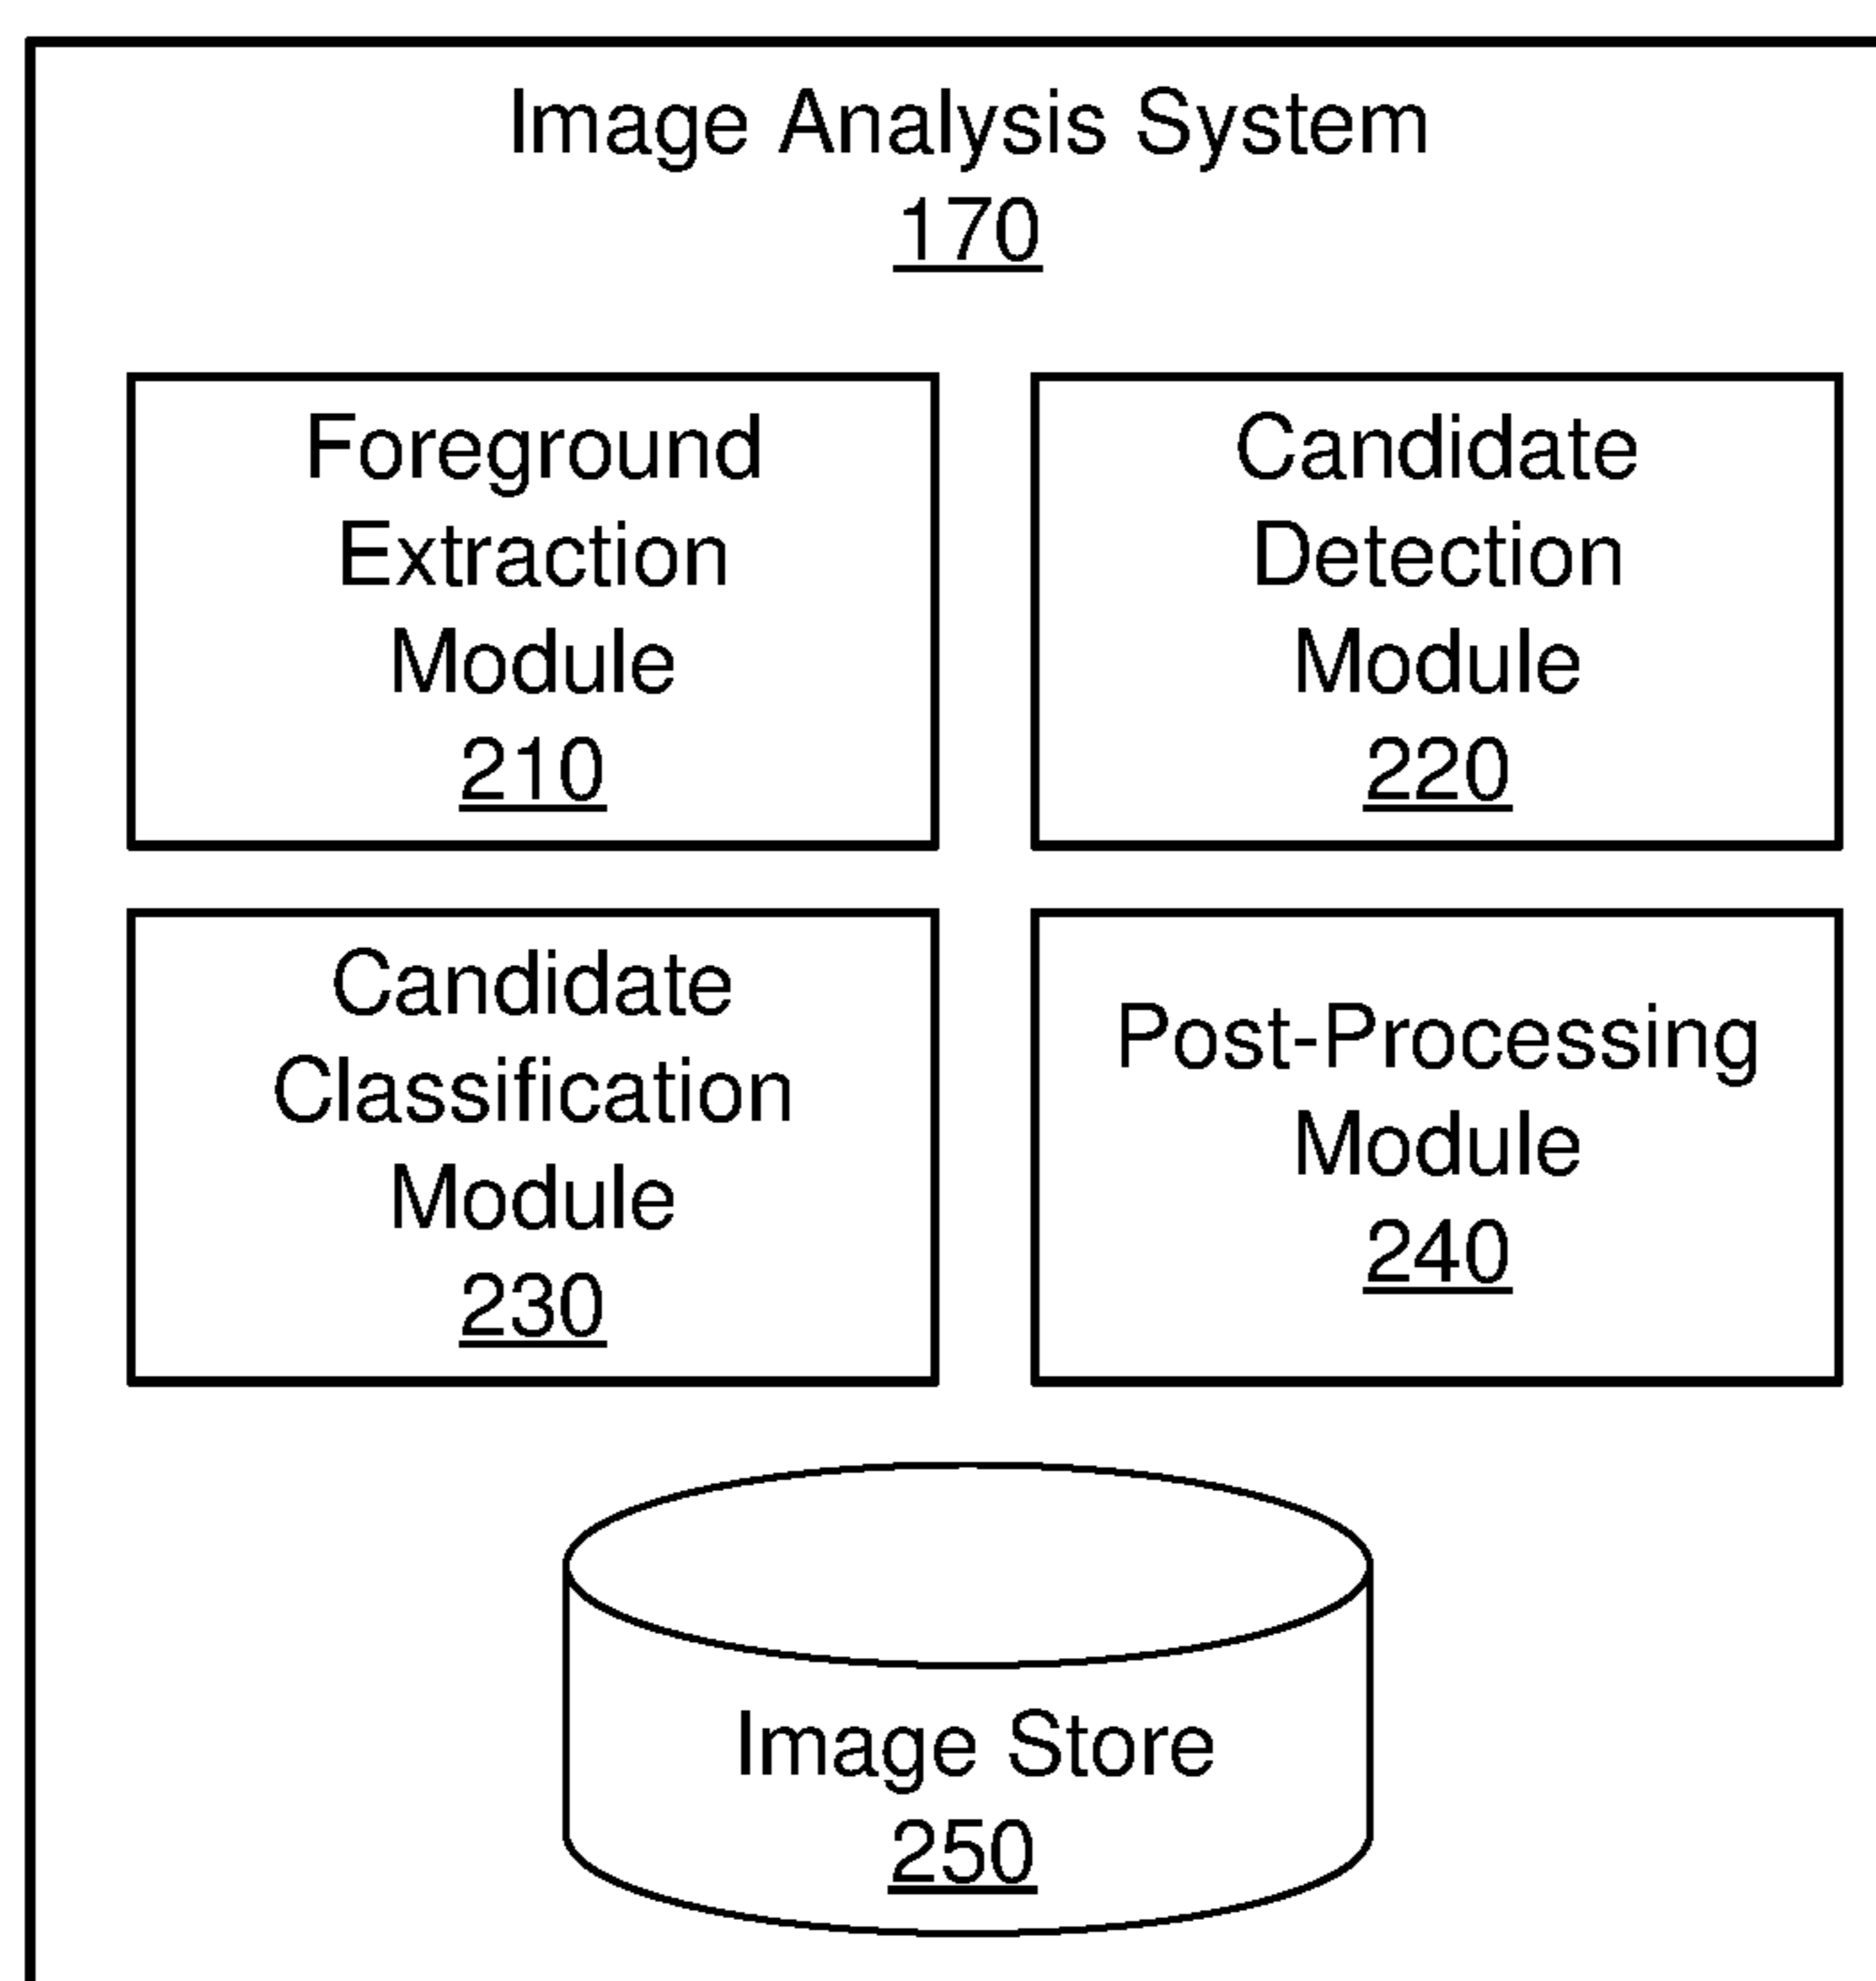 Image Analysis System
170
Foreground
Extraction
Module
210
Candidate
Detection
Module
220
Candidate
Classification
Module
230
Post-Processing
Module
240
Image Store
250